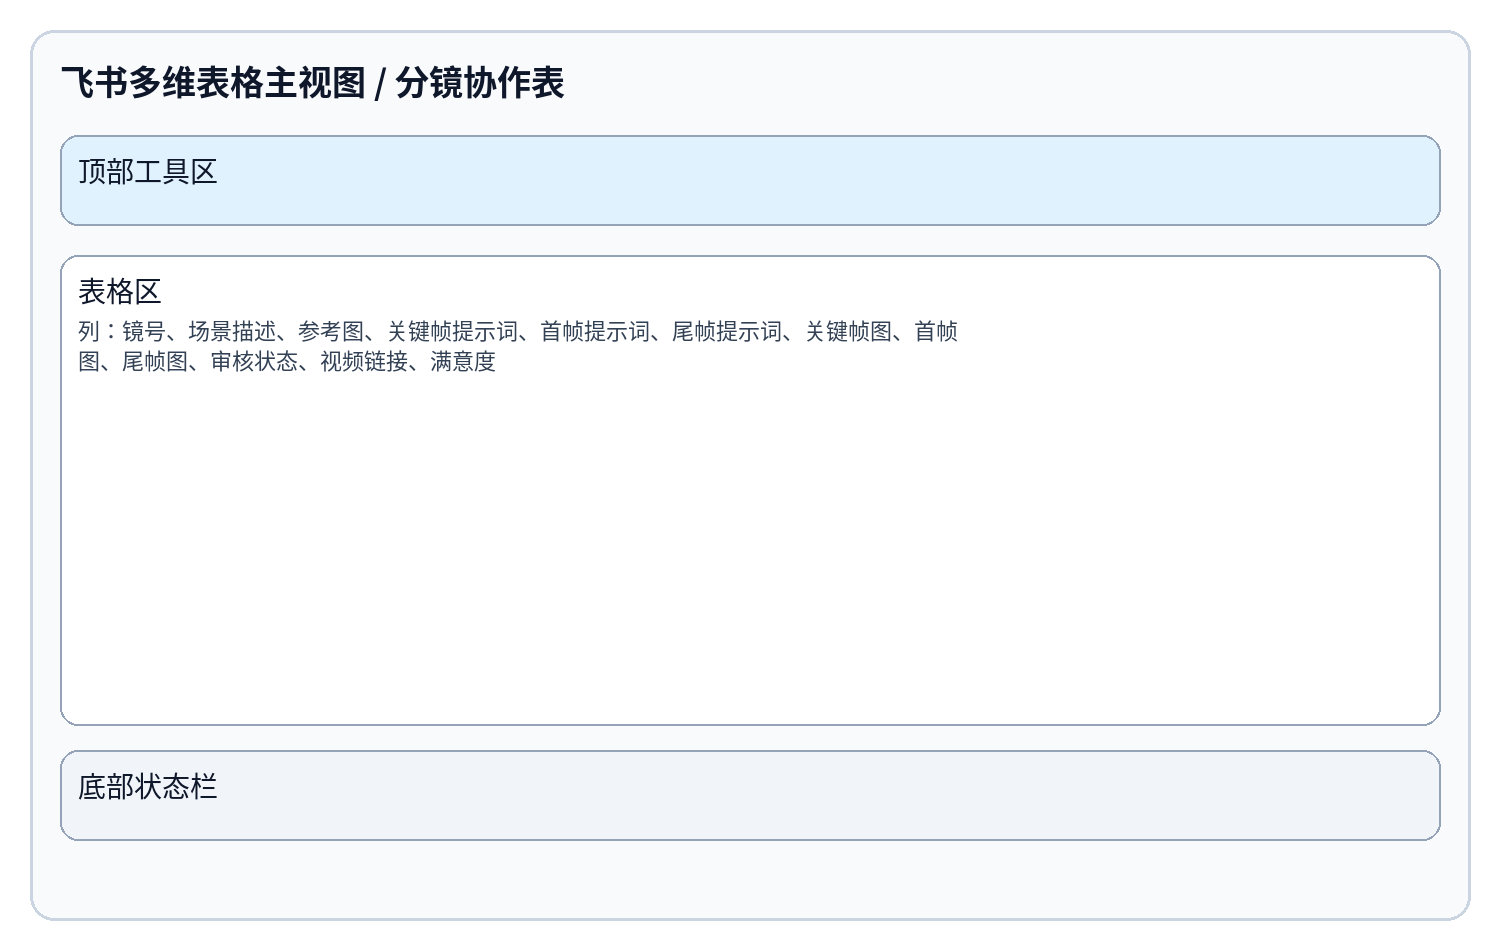 飞书多维表格主视图 / 分镜协作表
顶部工具区
表格区
列：镜号、场景描述、参考图、关键帧提示词、首帧提示词、尾帧提示词、关键帧图、首帧
图、尾帧图、审核状态、视频链接、满意度
底部状态栏